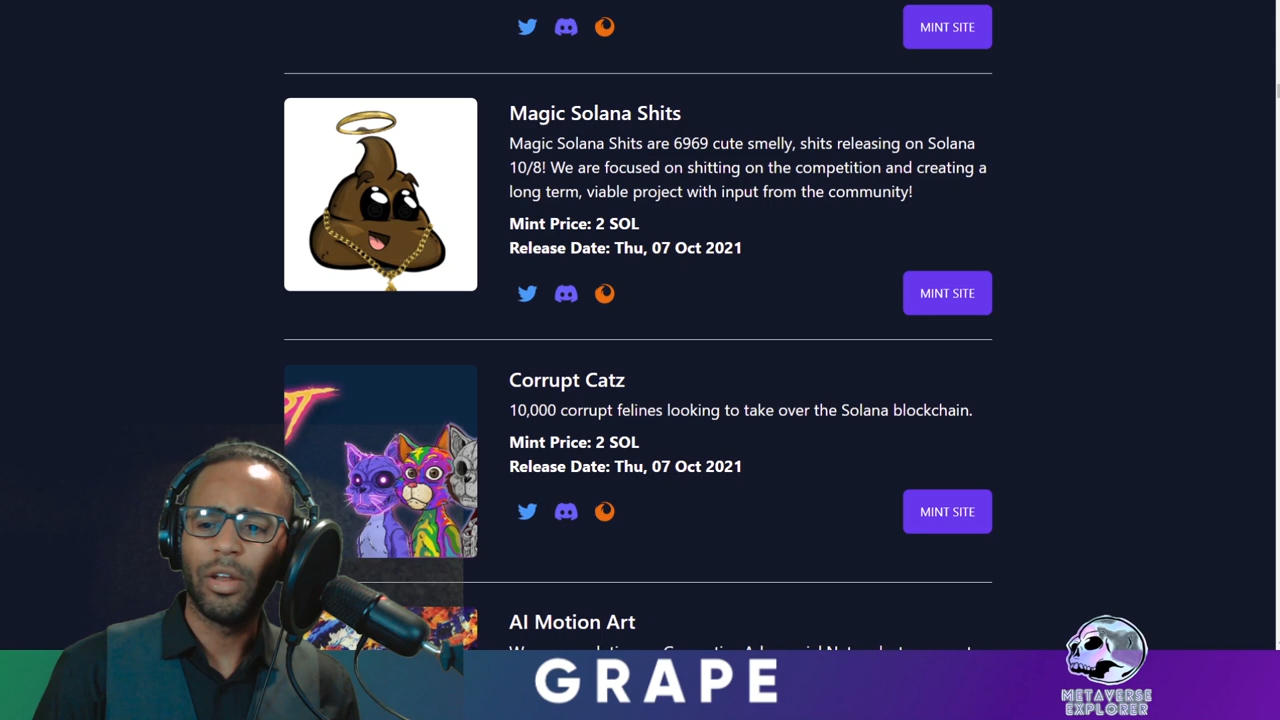 MINT SITE
Magic Solana Shits
Magic Solana Shits are 6969 cute smelly, shits releasing on Solana
10/8! We are focused on shitting on the competition and creating a
long term, viable project with input from the community!
Mint Price: 2 SOL
Release Date: Thu, 07 Oct 2021
MINT SITE
Corrupt Catz
10,000 corrupt felines looking to take over the Solana blockchain.
Mint Price: 2 SOL
Release Date: Thu, 07 Oct 2021
MINT SITE
AI Motion Art
GRAPE
METAVERSE
EXPLORER